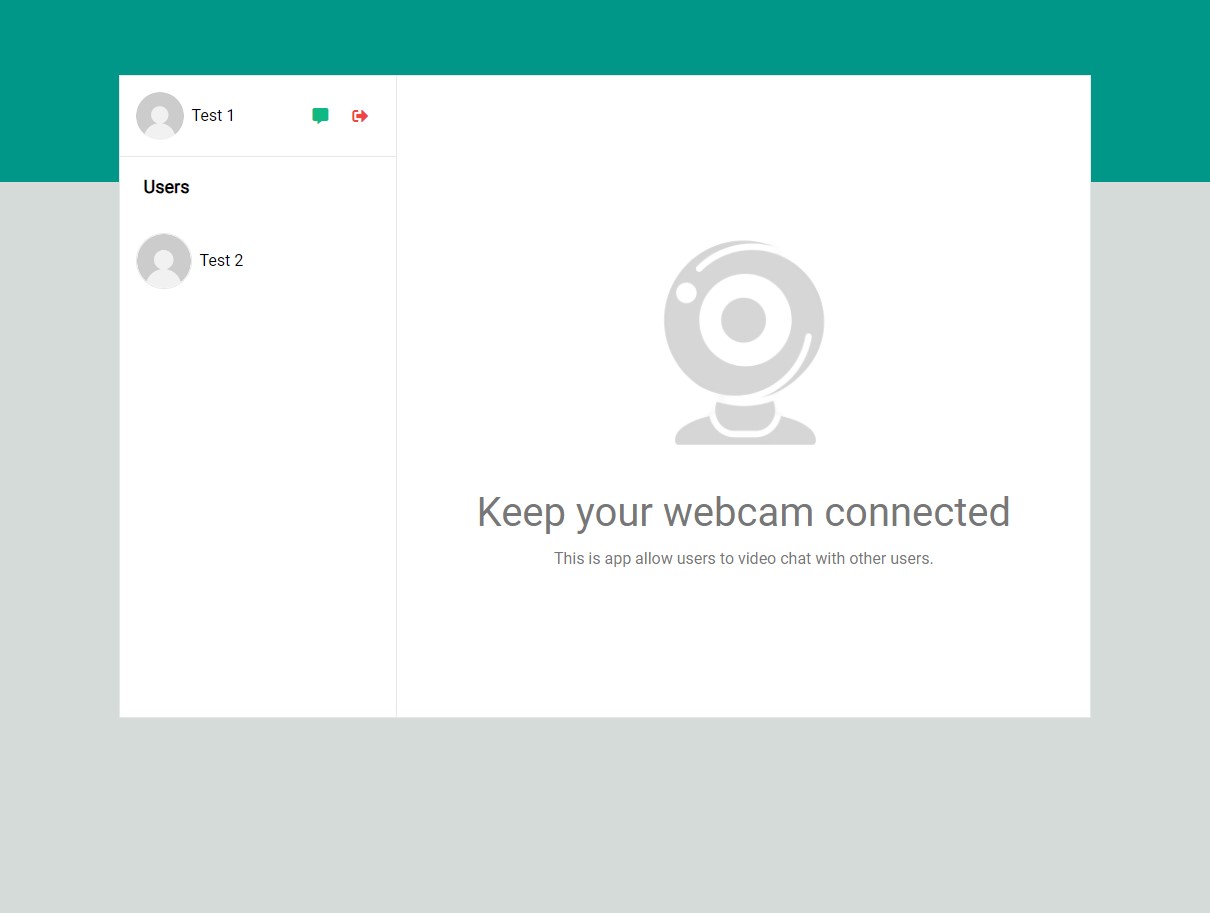 Test 1
Users
Test 2
Keep your webcam connected
This is app allow users to video chat with other users.